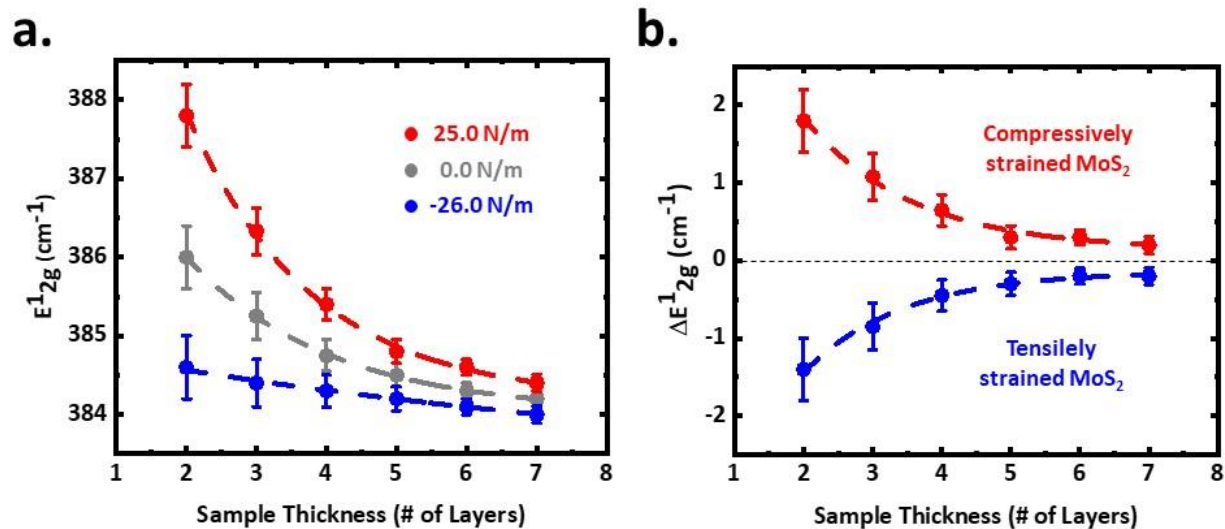 a.
E¹₂g (cm⁻¹)
388
387
386
385
384
25.0 N/m
0.0 N/m
-26.0 N/m
1 2 3 4 5 6 7 8
Sample Thickness (# of Layers)
b.
ΔE¹₂g (cm⁻¹)
2
1
0
-1
-2
Compressively
strained MoS₂
Tensilely
strained MoS₂
1 2 3 4 5 6 7 8
Sample Thickness (# of Layers)